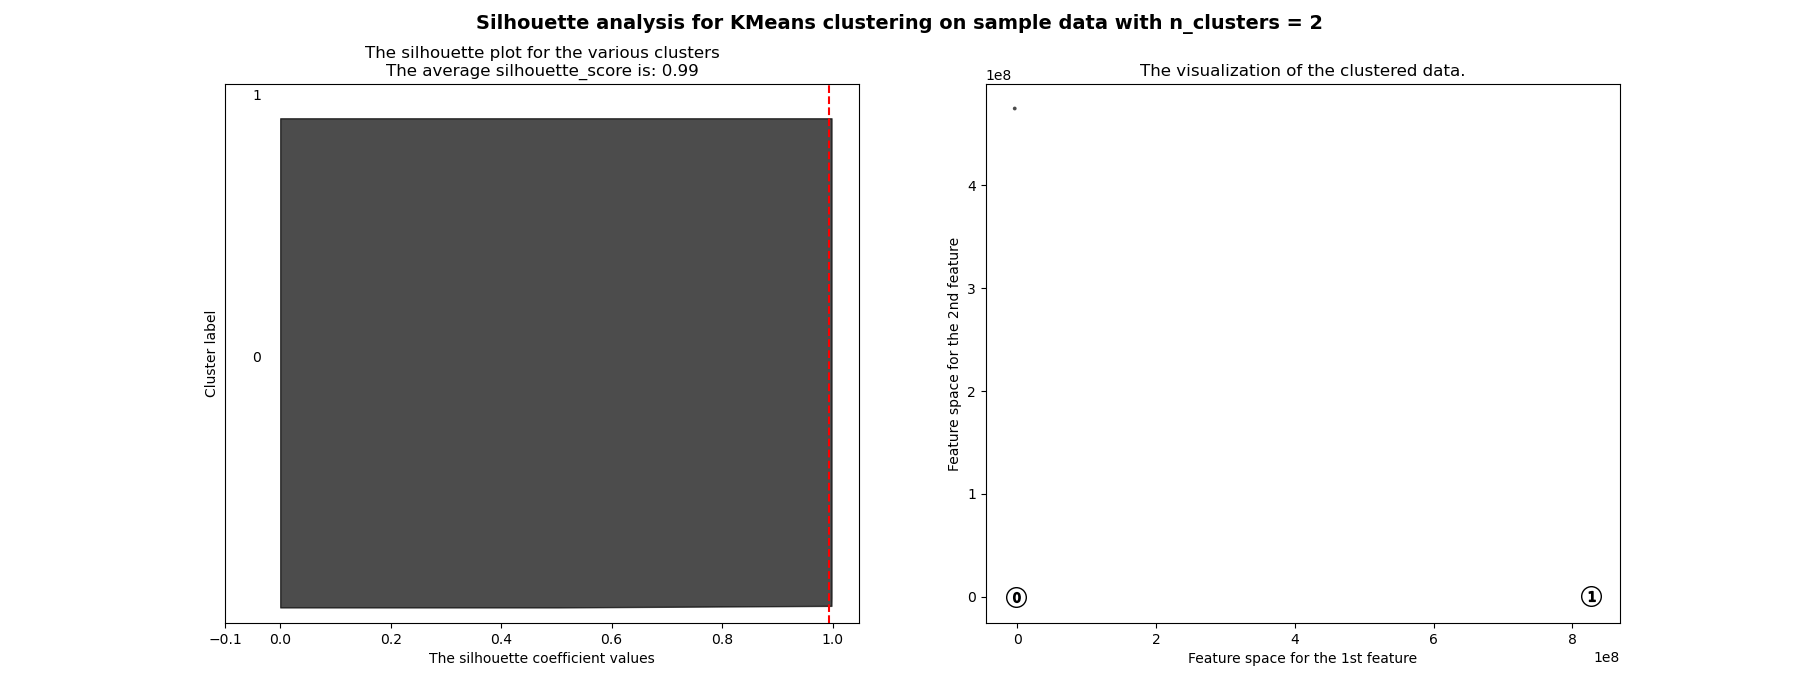 Silhouette analysis for KMeans clustering on sample data with n_clusters = 2
The silhouette plot for the various clusters
The average silhouette_score is: 0.99
1
0
Cluster label
−0.1 0.0 0.2 0.4 0.6 0.8 1.0
The silhouette coefficient values
The visualization of the clustered data.
1e8
4
3
2
1
0
Feature space for the 2nd feature
0 1
0 2 4 6 8
1e8
Feature space for the 1st feature